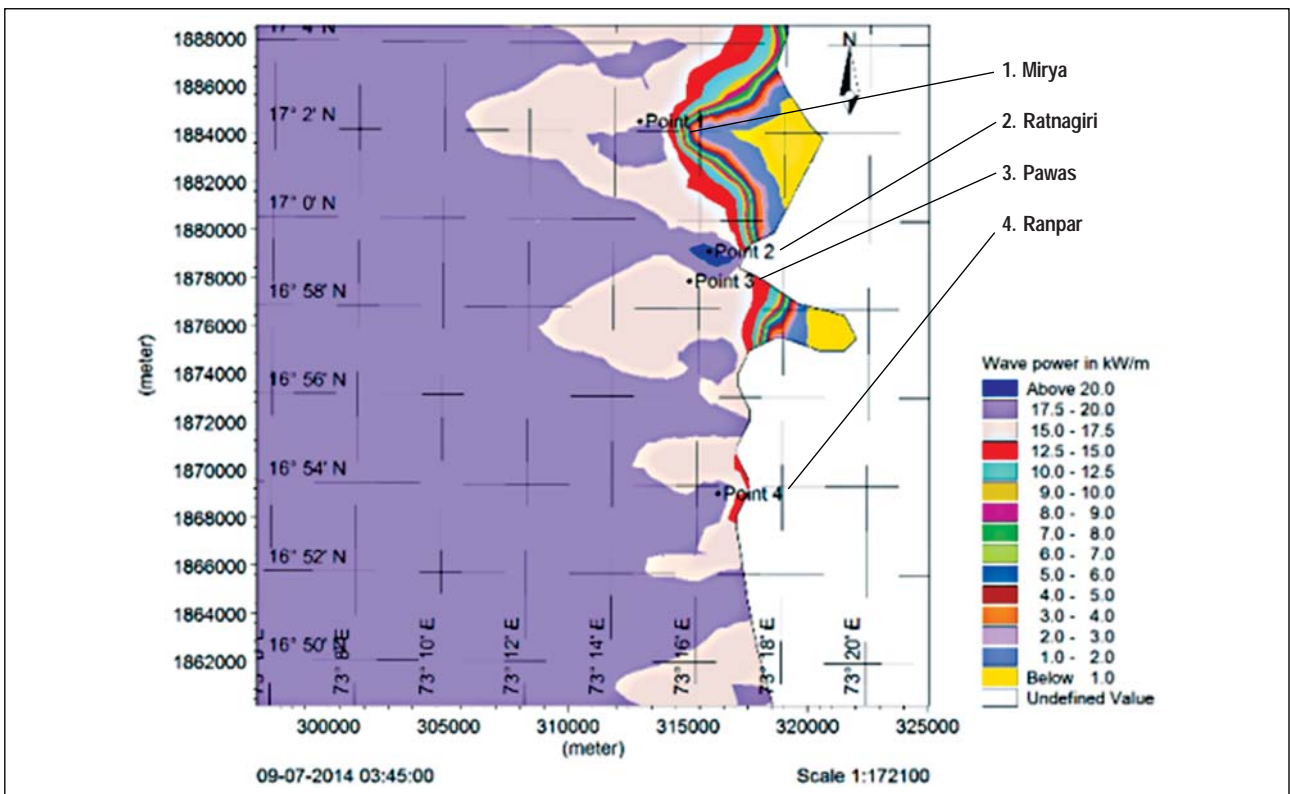 17° 4' N
1888000
1886000
17° 2' N
1884000
1882000
17° 0' N
1880000
1878000
16° 58' N
1876000
16° 56' N
1874000
1872000
16° 54' N
1870000
1868000
16° 52' N
1866000
1864000
16° 50' N
1862000
(meter)
N
Point 1
Point 2
Point 3
Point 4
1. Mirya
2. Ratnagiri
3. Pawas
4. Ranpar
73° 10' E
73° 12' E
73° 14' E
73° 16' E
73° 18' E
73° 20' E
300000 305000 310000 315000 320000 325000
(meter)
09-07-2014 03:45:00
Scale 1:172100
Wave power in kW/m
Above 20.0
17.5 - 20.0
15.0 - 17.5
12.5 - 15.0
10.0 - 12.5
9.0 - 10.0
8.0 - 9.0
7.0 - 8.0
6.0 - 7.0
5.0 - 6.0
4.0 - 5.0
3.0 - 4.0
2.0 - 3.0
1.0 - 2.0
Below 1.0
Undefined Value